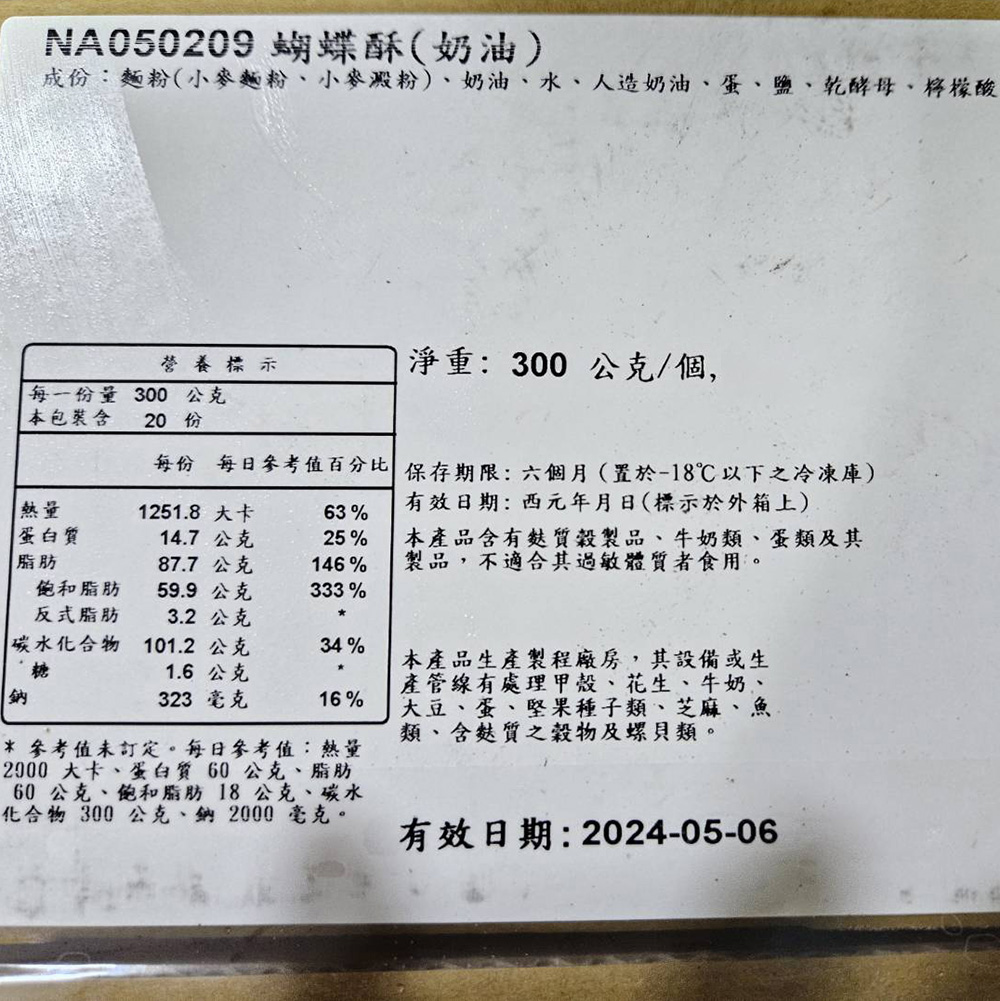 NA050209 蝴蝶酥(奶油)
成份：麵粉(小麥麵粉、小麥澱粉)、奶油、水、人造奶油、蛋、鹽、乾酵母、檸檬酸
營養標示
每一份量 300 公克
本包裝含 20 份
每份 每日參考值百分比
熱量 1251.8 大卡 63%
蛋白質 14.7 公克 25%
脂肪 87.7 公克 146%
飽和脂肪 59.9 公克 333%
反式脂肪 3.2 公克 *
碳水化合物 101.2 公克 34%
糖 1.6 公克 *
鈉 323 毫克 16%
* 參考值未訂定。每日參考值：熱量
2000 大卡、蛋白質 60 公克、脂肪
60 公克、飽和脂肪 18 公克、碳水
化合物 300 公克、鈉 2000 毫克。
淨重: 300 公克/個,
保存期限: 六個月 (置於-18℃以下之冷凍庫)
有效日期: 西元年月日(標示於外箱上)
本產品含有麩質穀製品、牛奶類、蛋類及其
製品，不適合其過敏體質者食用。
本產品生產製程廠房，其設備或生
產管線有處理甲殼、花生、牛奶、
大豆、蛋、堅果種子類、芝麻、魚
類、含麩質之穀物及螺貝類。
有效日期: 2024-05-06